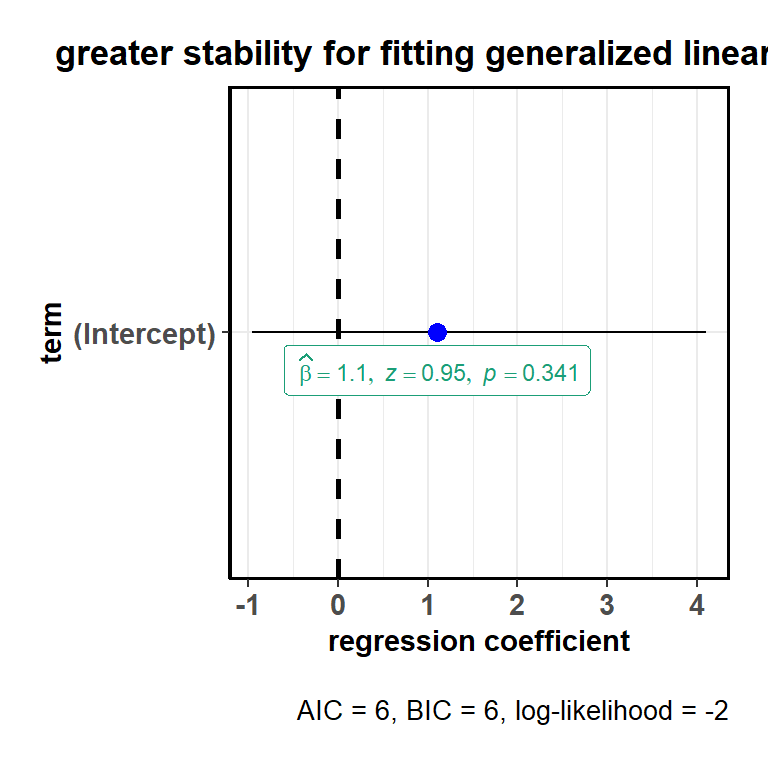 greater stability for fitting generalized linear
term
(Intercept)
β̂ = 1.1, z = 0.95, p = 0.341
-1 0 1 2 3 4
regression coefficient
AIC = 6, BIC = 6, log-likelihood = -2